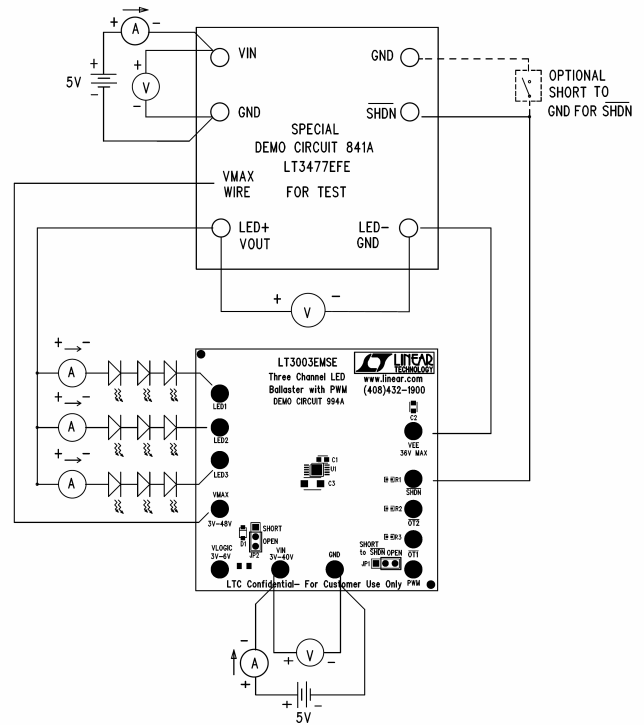 + A -
VIN
GND
+
5V
-
+
V
-
GND
SHDN
OPTIONAL
SHORT TO
GND FOR SHDN
SPECIAL
DEMO CIRCUIT 841A
LT3477EFE
FOR TEST
VMAX
WIRE
LED+
VOUT
LED-
GND
+ V -
+ -
A
+ -
A
+ -
A
LT3003EMSE
Three Channel LED
Ballaster with PWM
DEMO CIRCUIT 994A
LINEAR
TECHNOLOGY
www.linear.com
(408)432-1900
LED1
LED2
LED3
C2
VEE
36V MAX
C1
U1
C3
R1
SHDN
R2
OT2
R3
OT1
VMAX
3V-48V
D1
SHORT
OPEN
JP2
VLOGIC
3V-6V
VIN
3V-40V
GND
SHORT
to SHDN OPEN
JP1
PWM
LTC Confidential- For Customer Use Only
-
A
+
+ V -
+ -
5V